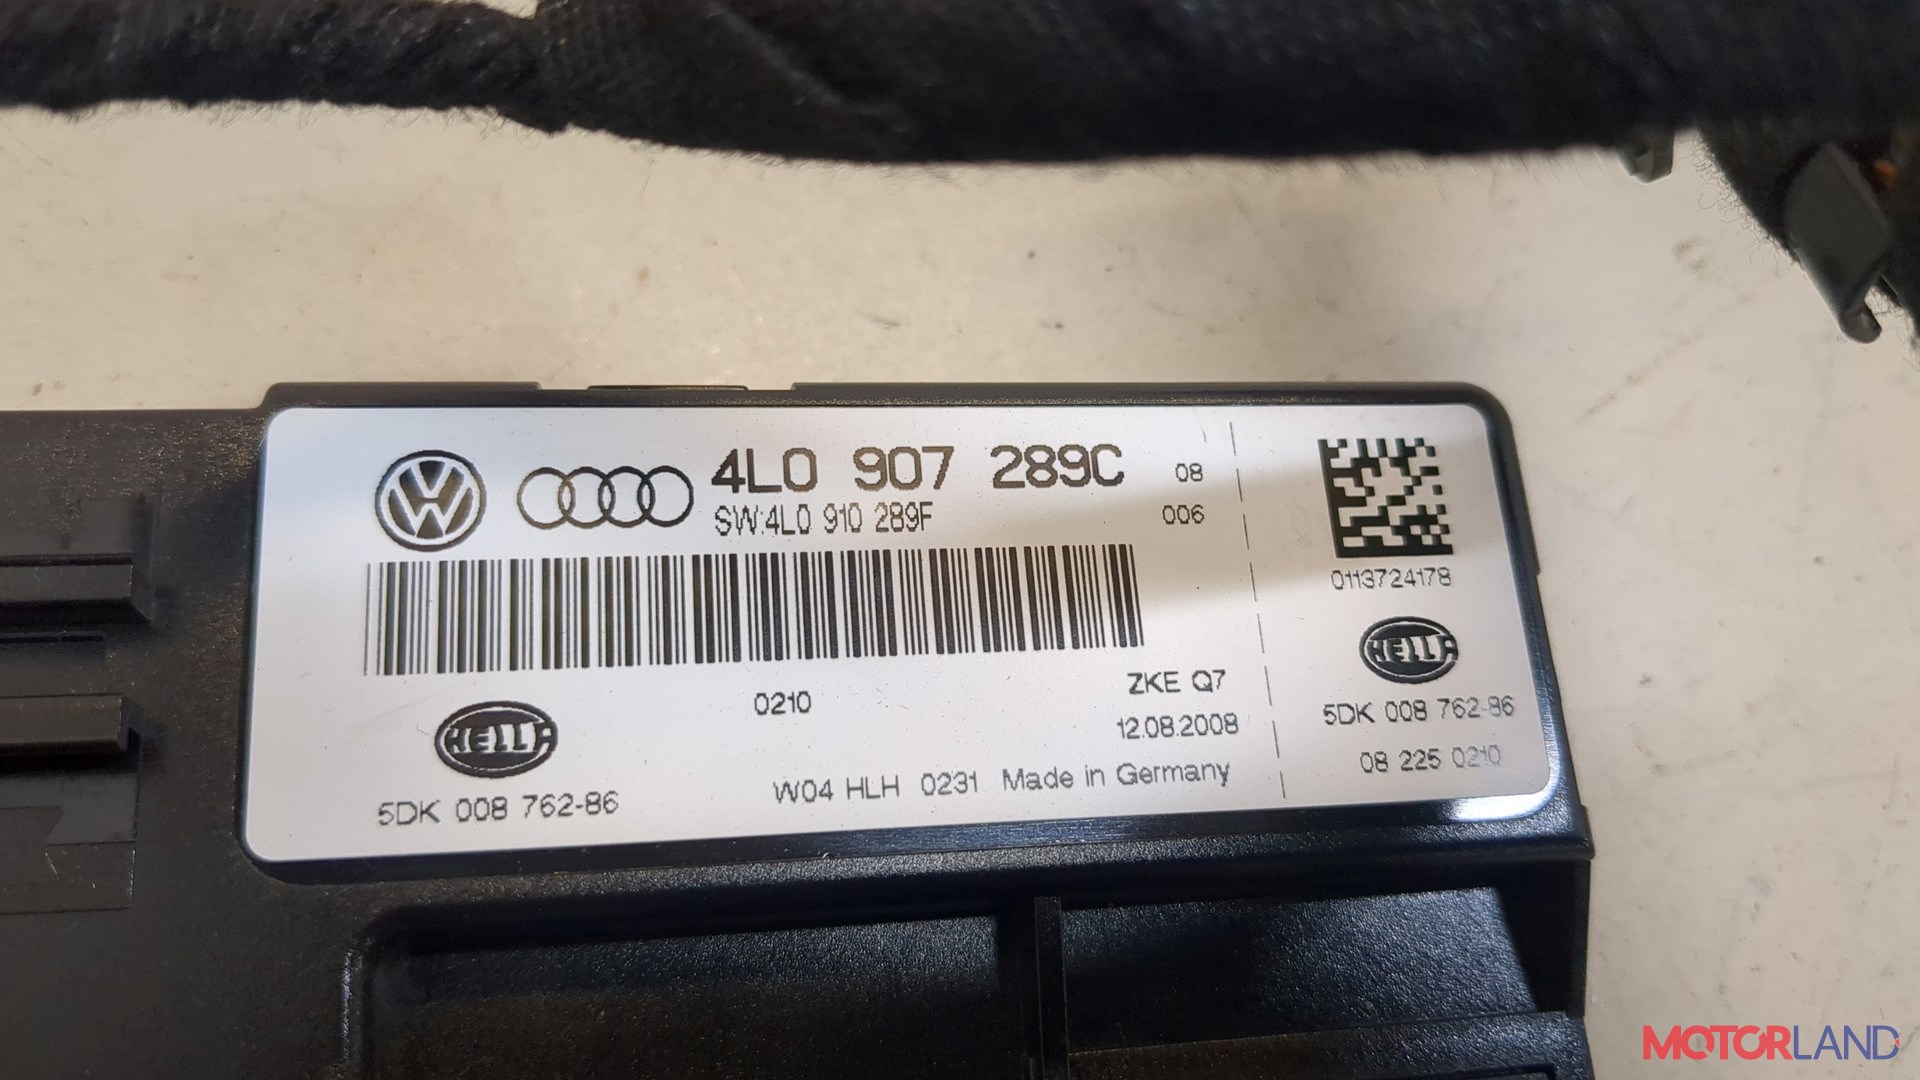 4L0 907 289C 08
SW:4L0 910 289F 006
0210
ZKE Q7
12.08.2008
HELLA
W04 HLH 0231 Made in Germany
5DK 008 762-86
0113724178
HELLA
5DK 008 762-86
08 225 0210
MOTORLAND